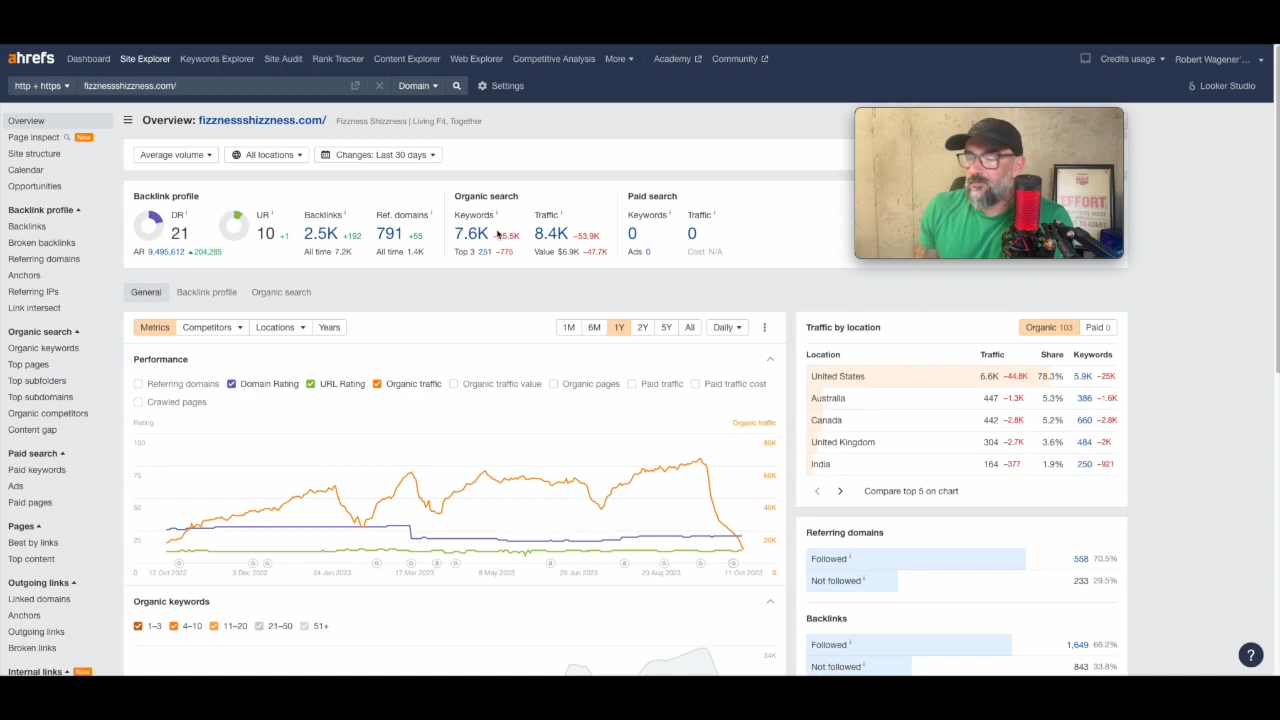 ahrefs Dashboard Site Explorer Keywords Explorer Site Audit Rank Tracker Content Explorer Web Explorer Competitive Analysis More Academy Community Credits usage Robert Wagener'...
http + https fizznessshizzness.com/ Domain Settings Looker Studio
Overview
Page inspect New
Site structure
Calendar
Opportunities
Backlink profile
Backlinks
Broken backlinks
Referring domains
Anchors
Referring IPs
Link intersect
Organic search
Organic keywords
Top pages
Top subfolders
Top subdomains
Organic competitors
Content gap
Paid search
Paid keywords
Ads
Paid pages
Pages
Best by links
Top content
Outgoing links
Linked domains
Anchors
Outgoing links
Broken links
Internal links New
Overview: fizznessshizzness.com/ Fizzness Shizzness | Living Fit, Together
Average volume All locations Changes: Last 30 days
Backlink profile Organic search Paid search
DR UR Backlinks Ref. domains Keywords Traffic Keywords Traffic
21 10 +1 2.5K +192 791 +55 7.6K 8.4K -53.9K 0 0
AR 9,495,612 204,285 All time 7.2K All time 1.4K Top 3 251 -775 Value $6.9K -47.7K Ads 0 Cost N/A
EFFORT
General Backlink profile Organic search
Metrics Competitors Locations Years 1M 6M 1Y 2Y 5Y All Daily
Performance
Referring domains Domain Rating URL Rating Organic traffic Organic traffic value Organic pages Paid traffic Paid traffic cost
Crawled pages
Rating Organic traffic
100 80K
75 60K
50 40K
25 20K
0 12 Oct 2022 3 Dec 2022 24 Jan 2023 17 Mar 2023 8 May 2023 29 Jun 2023 20 Aug 2023 11 Oct 2023 0
Organic keywords
1–3 4–10 11–20 21–50 51+
34K
Traffic by location Organic 103 Paid 0
Location Traffic Share Keywords
United States 6.6K -44.8K 78.3% 5.9K -25K
Australia 447 -1.3K 5.3% 386 -1.6K
Canada 442 -2.8K 5.2% 660 -2.8K
United Kingdom 304 -2.7K 3.6% 484 -2K
India 164 -377 1.9% 250 -921
Compare top 5 on chart
Referring domains
Followed 558 70.5%
Not followed 233 29.5%
Backlinks
Followed 1,649 66.2%
Not followed 843 33.8%
?